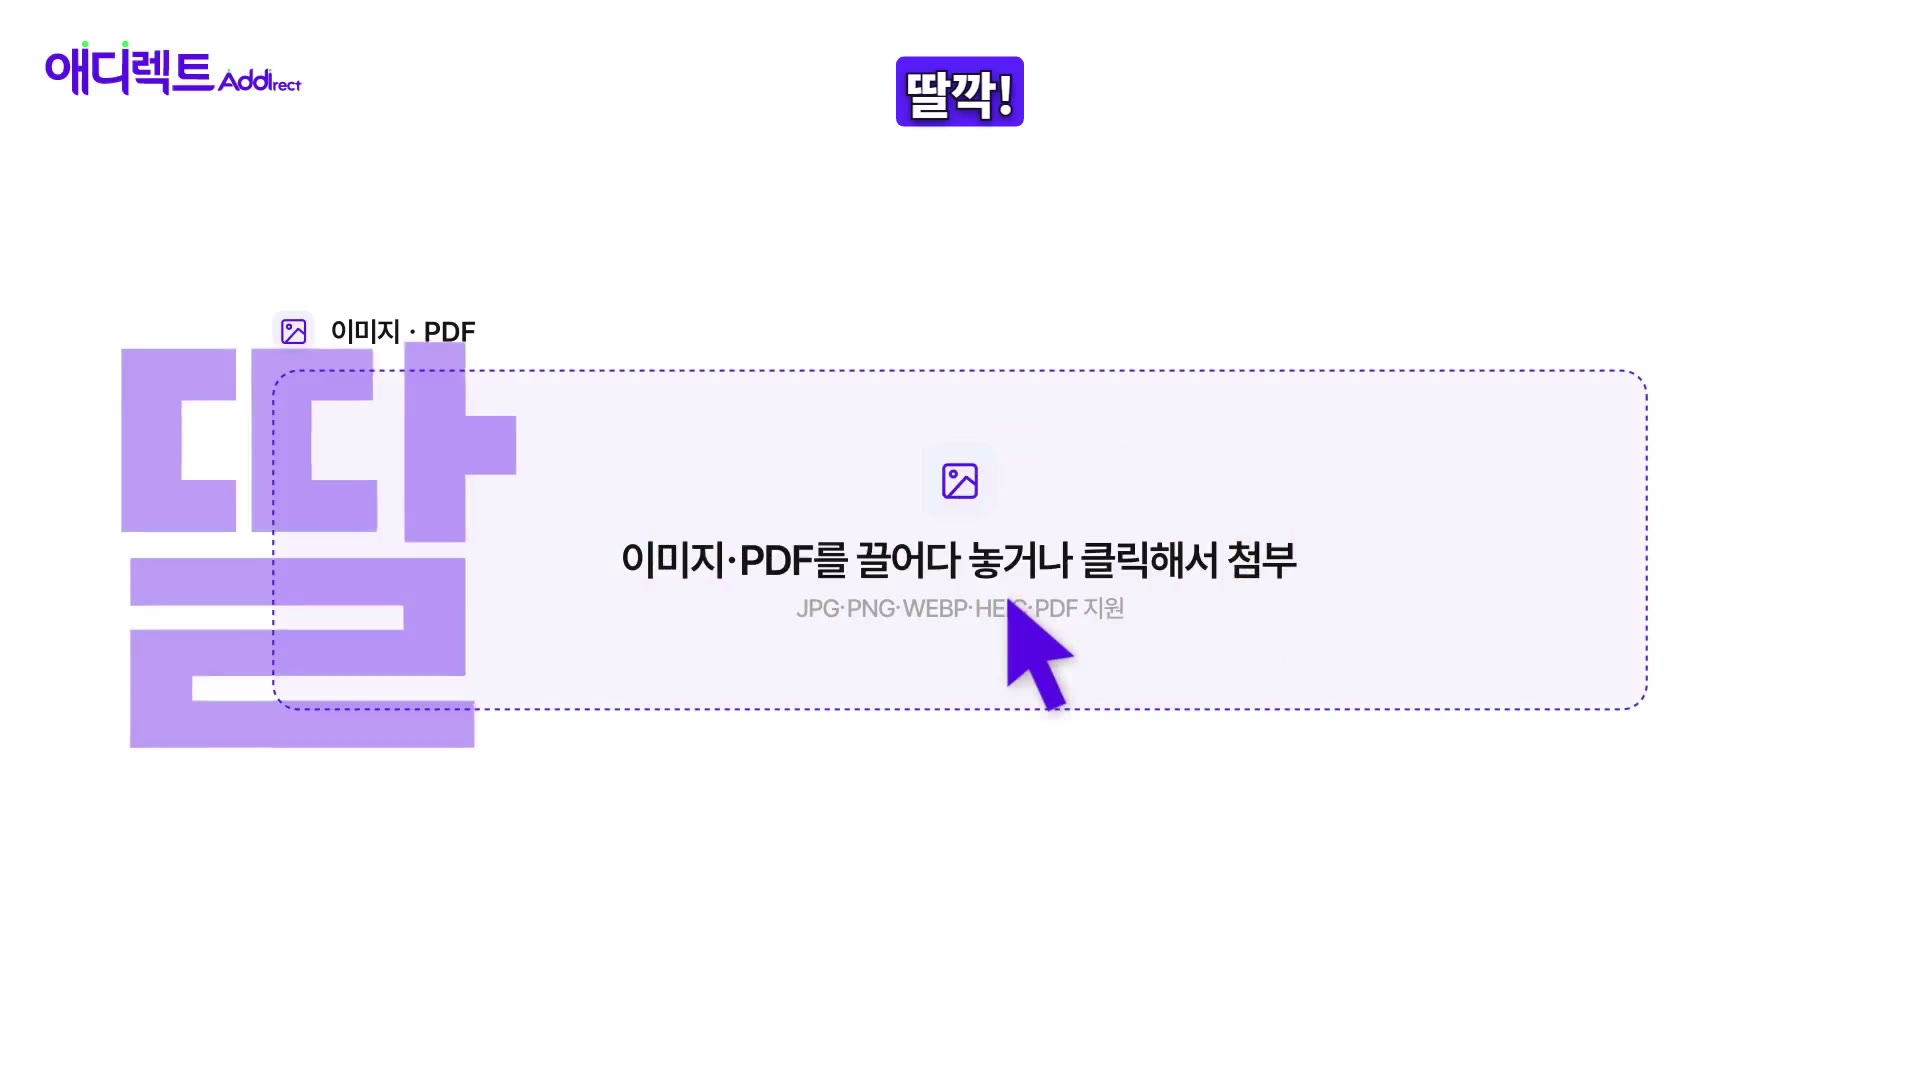 애디렉트 Addirect
딸깍!
이미지 · PDF
딸
이미지·PDF를 끌어다 놓거나 클릭해서 첨부
JPG·PNG·WEBP·HEIC·PDF 지원